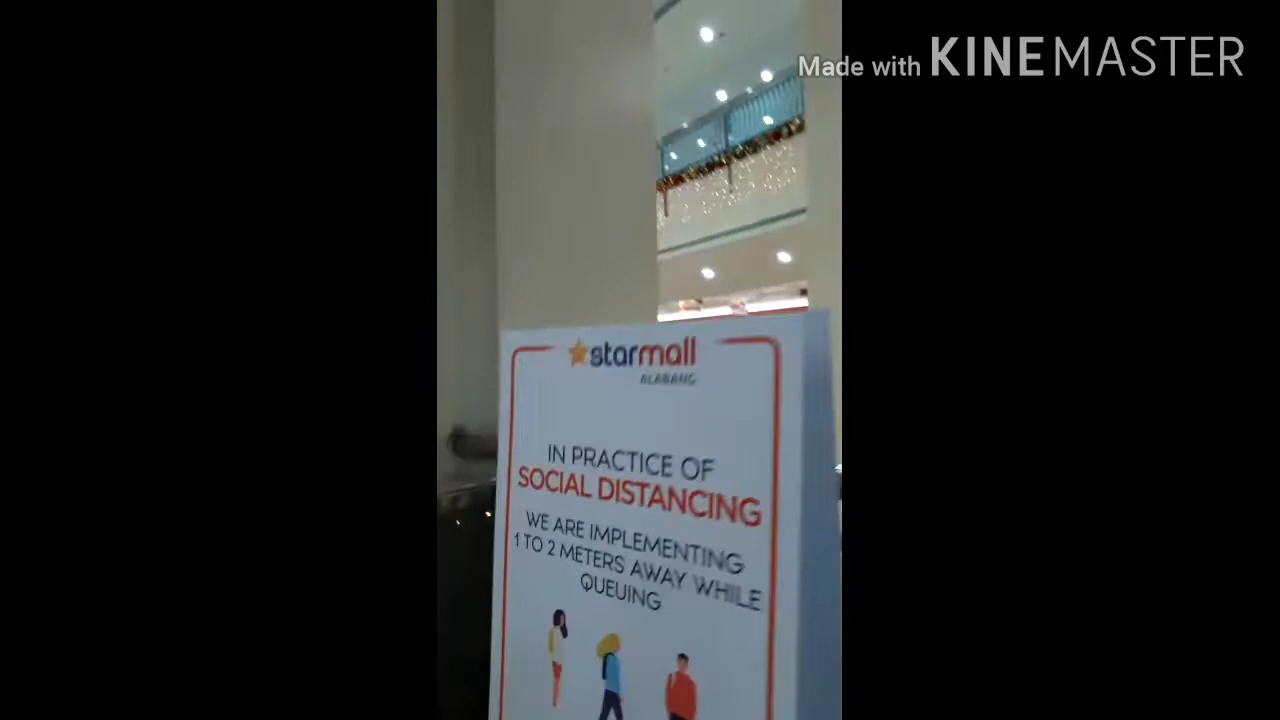 Made with KINEMASTER
starmall
ALABANG
IN PRACTICE OF
SOCIAL DISTANCING
WE ARE IMPLEMENTING
1 TO 2 METERS AWAY WHILE
QUEUING